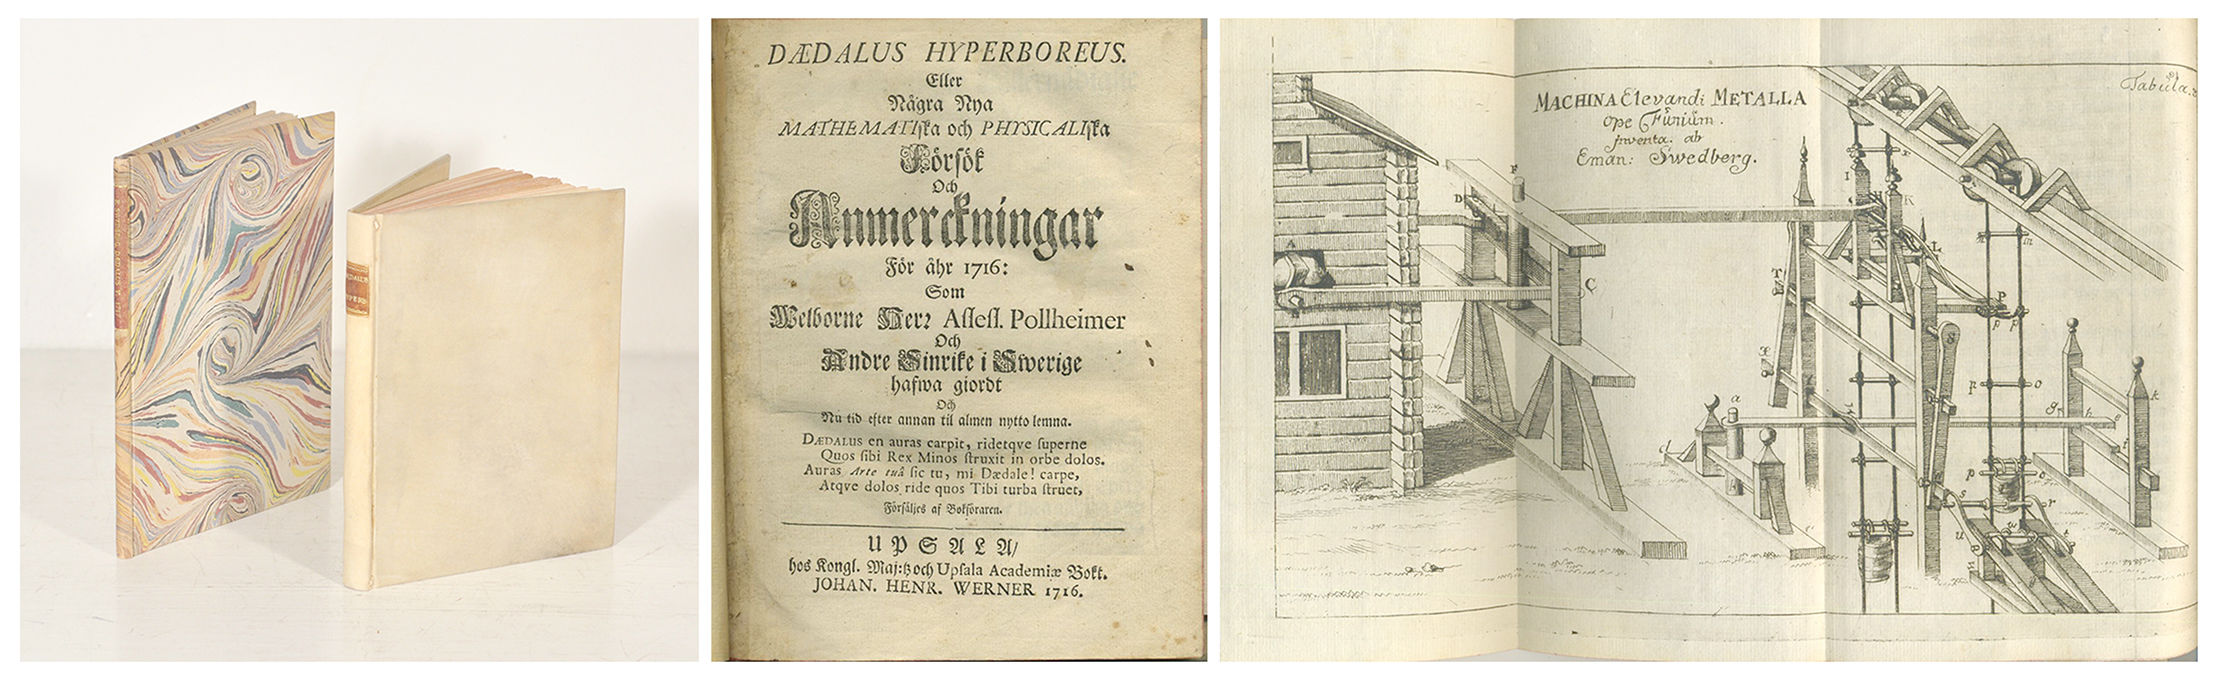 DÆDALUS
HYPERB
DÆDALUS HYPERBOREUS.
Eller
Några Nya
MATHEMATIska och PHYSICALIska
Försök
Och
Anmerckningar
För åhr 1716:
Som
Welborne Herr Assess. Pollheimer
Och
Andre Sinrike i Swerige
hafwa giordt
Och
Nu tid efter annan til almen nytto lemna.
DÆDALUS en auras carpit, ridetqve superne
Quos sibi Rex Minos struxit in orbe dolos.
Auras Arte tuâ sic tu, mi Dædale! carpe,
Atqve dolos ride quos Tibi turba struet,
Försäljes af Boksöraren.
UPSALA/
hos Kongl. Maj:tz och Upsala Academiæ Bokt.
JOHAN. HENR. WERNER 1716.
MACHINA Elevandi METALLA
ope Fùnium.
inventa. ab
Eman: Swedberg.
Tabula.